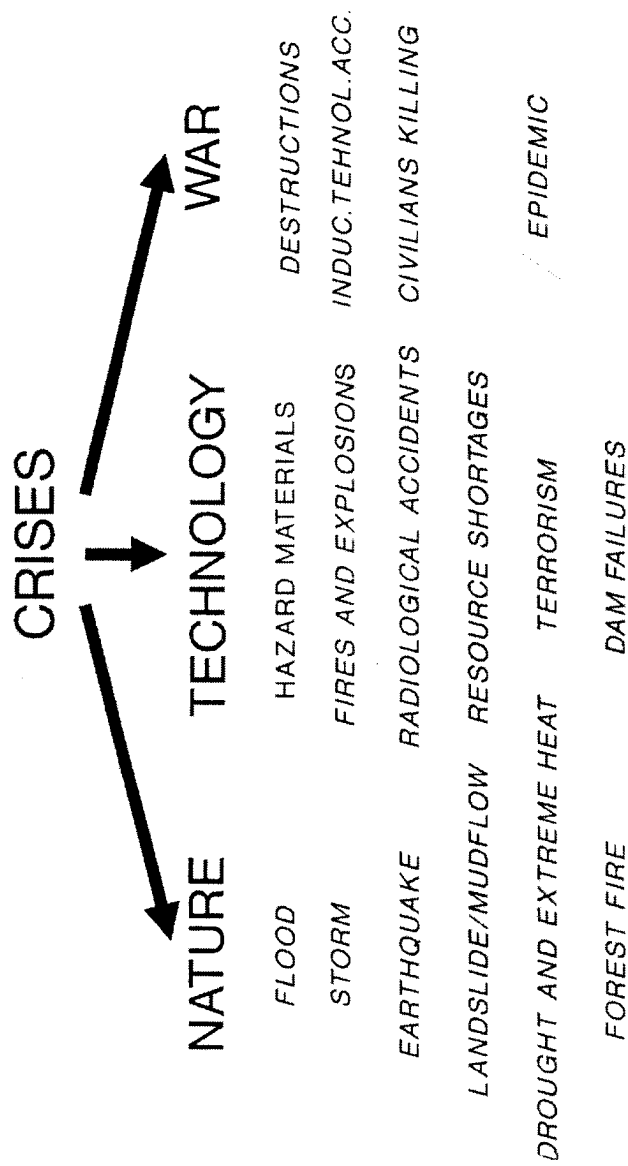 CRISES
NATURE TECHNOLOGY WAR
FLOOD HAZARD MATERIALS DESTRUCTIONS
STORM FIRES AND EXPLOSIONS INDUC.TEHNOL.ACC.
EARTHQUAKE RADIOLOGICAL ACCIDENTS CIVILIANS KILLING
LANDSLIDE/MUDFLOW RESOURCE SHORTAGES
DROUGHT AND EXTREME HEAT TERRORISM EPIDEMIC
FOREST FIRE DAM FAILURES